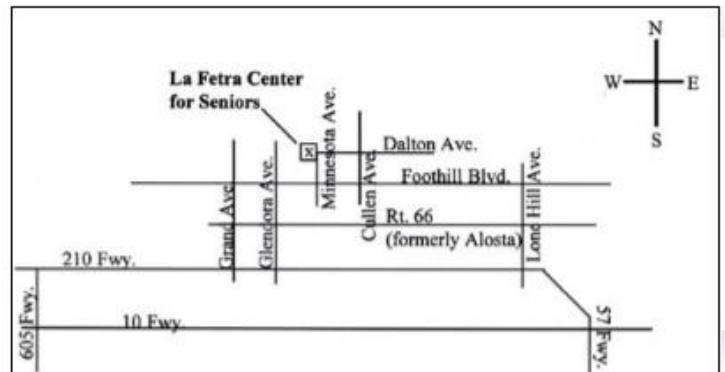 N
La Fetra Center
for Seniors
W E
S
Minnesota Ave.
X
Dalton Ave.
Cullen Ave.
Foothill Blvd.
Grand Ave
Glendora Ave.
Lone Hill Ave.
Rt. 66
(formerly Alosta)
210 Fwy.
605 Fwy.
10 Fwy.
57 Fwy.